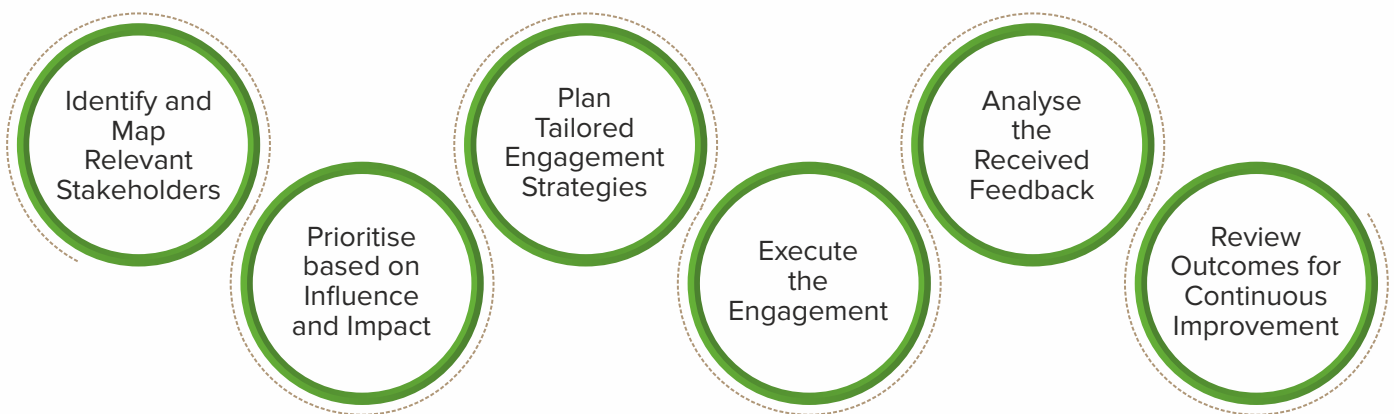 Identify and
Map
Relevant
Stakeholders
Prioritise
based on
Influence
and Impact
Plan
Tailored
Engagement
Strategies
Execute
the
Engagement
Analyse
the
Received
Feedback
Review
Outcomes for
Continuous
Improvement